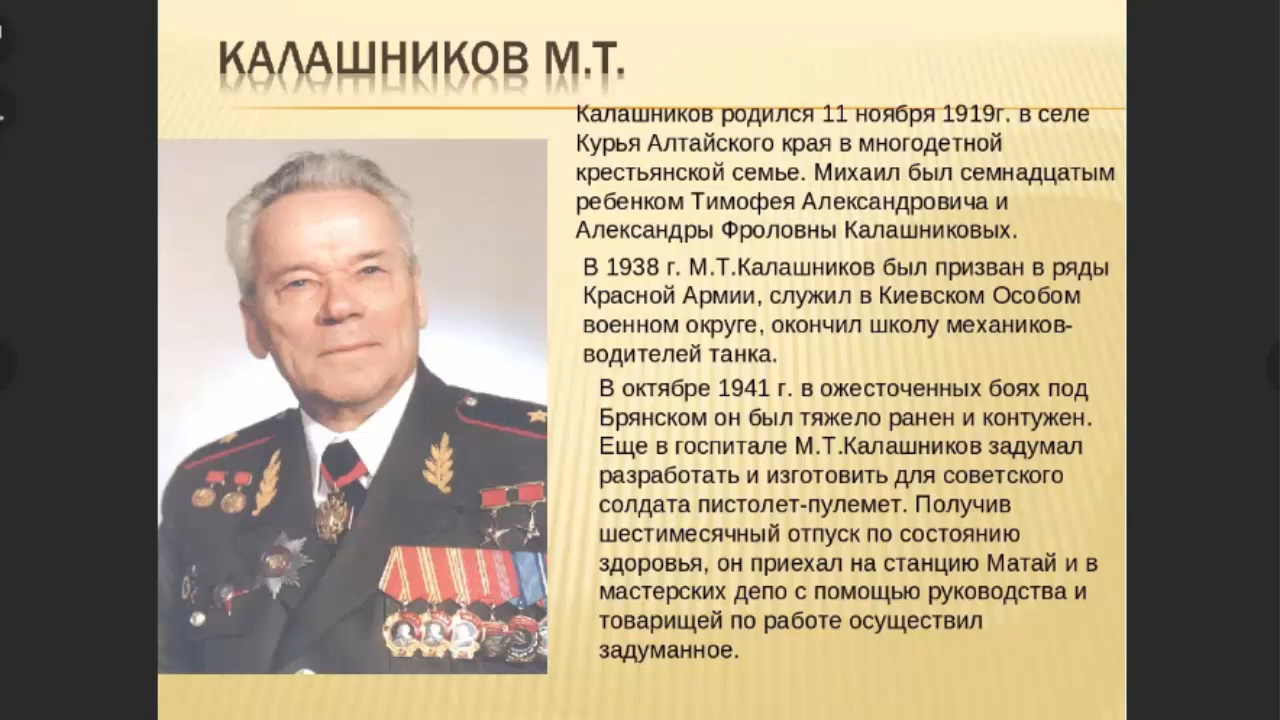 КАЛАШНИКОВ М.Т.
Калашников родился 11 ноября 1919г. в селе
Курья Алтайского края в многодетной
крестьянской семье. Михаил был семнадцатым
ребенком Тимофея Александровича и
Александры Фроловны Калашниковых.
В 1938 г. М.Т.Калашников был призван в ряды
Красной Армии, служил в Киевском Особом
военном округе, окончил школу механиков-
водителей танка.
В октябре 1941 г. в ожесточенных боях под
Брянском он был тяжело ранен и контужен.
Еще в госпитале М.Т.Калашников задумал
разработать и изготовить для советского
солдата пистолет-пулемет. Получив
шестимесячный отпуск по состоянию
здоровья, он приехал на станцию Матай и в
мастерских депо с помощью руководства и
товарищей по работе осуществил
задуманное.